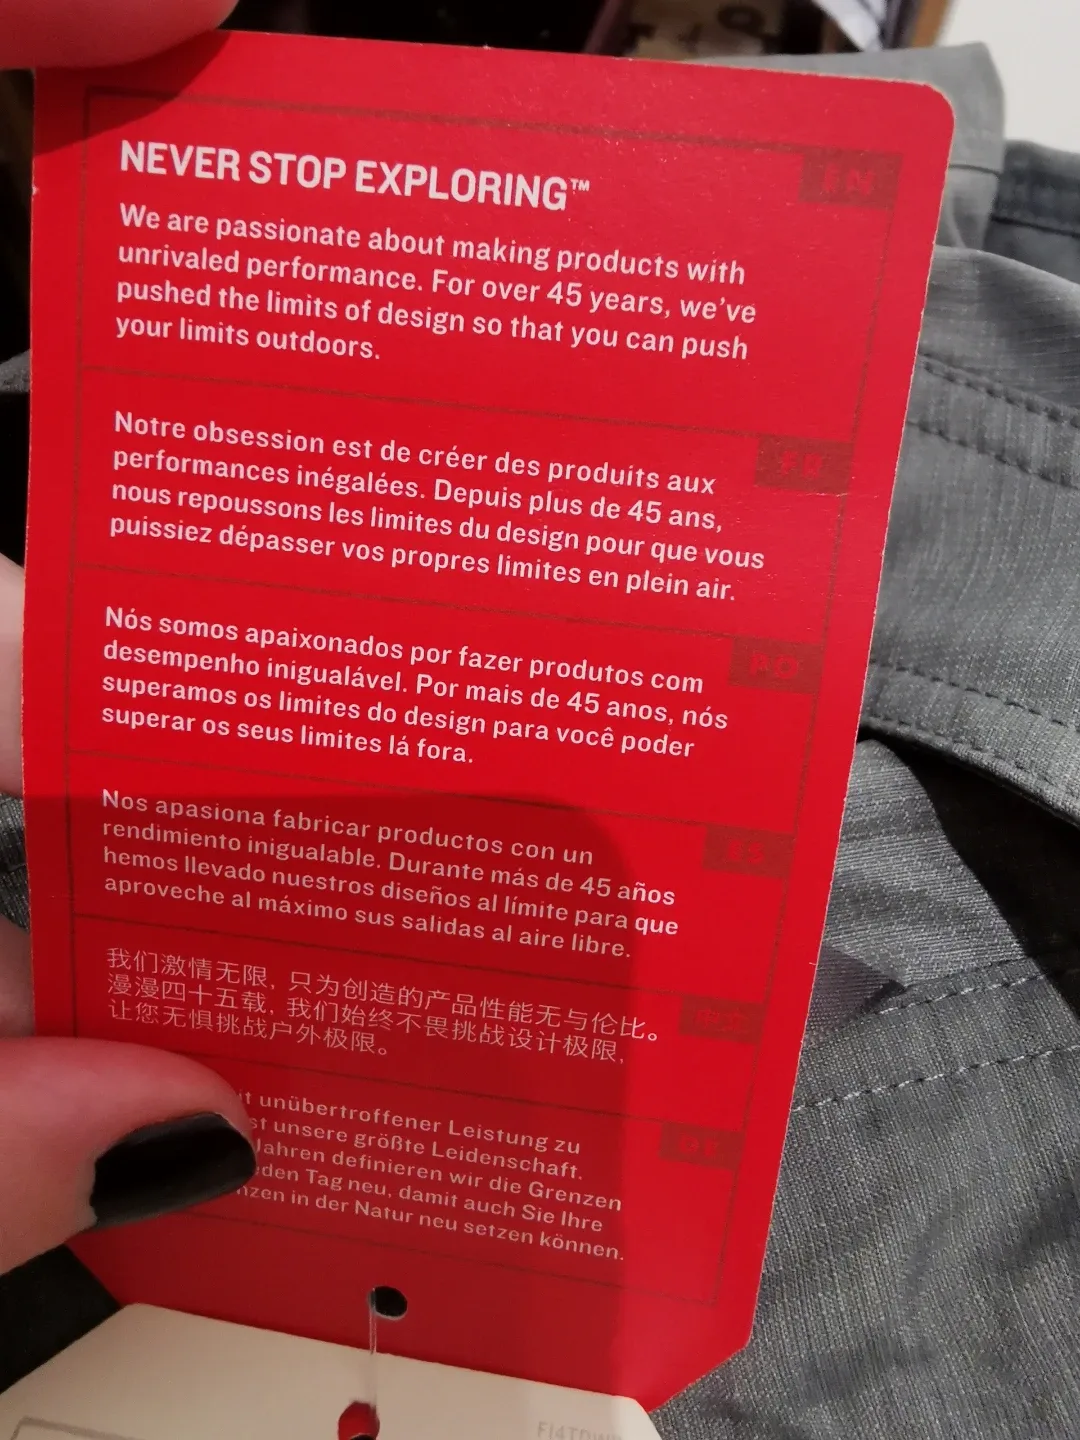 NEVER STOP EXPLORING™
EN
We are passionate about making products with
unrivaled performance. For over 45 years, we've
pushed the limits of design so that you can push
your limits outdoors.
FR
Notre obsession est de créer des produits aux
performances inégalées. Depuis plus de 45 ans,
nous repoussons les limites du design pour que vous
puissiez dépasser vos propres limites en plein air.
PO
Nós somos apaixonados por fazer produtos com
desempenho inigualável. Por mais de 45 anos, nós
superamos os limites do design para você poder
superar os seus limites lá fora.
ES
Nos apasiona fabricar productos con un
rendimiento inigualable. Durante más de 45 años
hemos llevado nuestros diseños al límite para que
aproveche al máximo sus salidas al aire libre.
中文
我们激情无限, 只为创造的产品性能无与伦比。
漫漫四十五载, 我们始终不畏挑战设计极限,
让您无惧挑战户外极限。
unübertroffener Leistung zu
unsere größte Leidenschaft.
Jahren definieren wir die Grenzen
Tag neu, damit auch Sie Ihre
in der Natur neu setzen können.